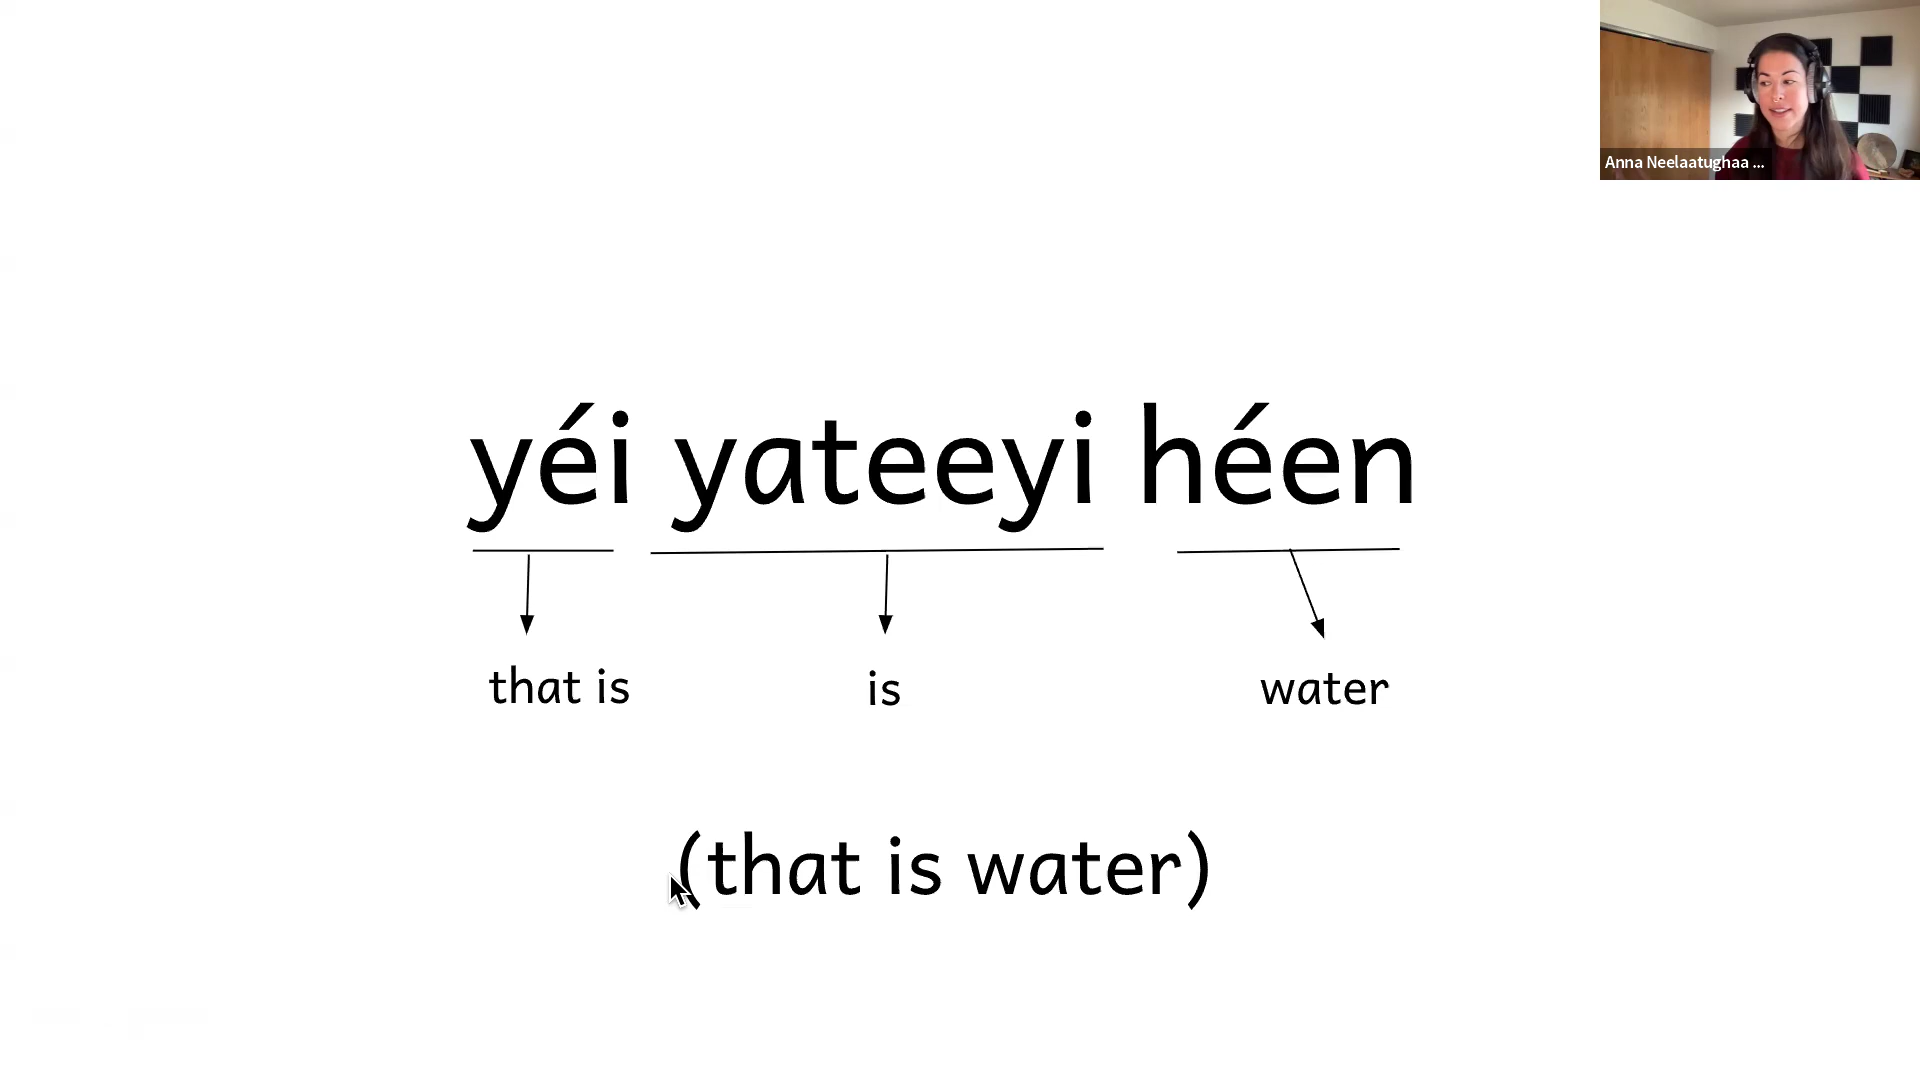 Anna Neelaatughaa ...
yéi yateeyi héen
that is is water
(that is water)